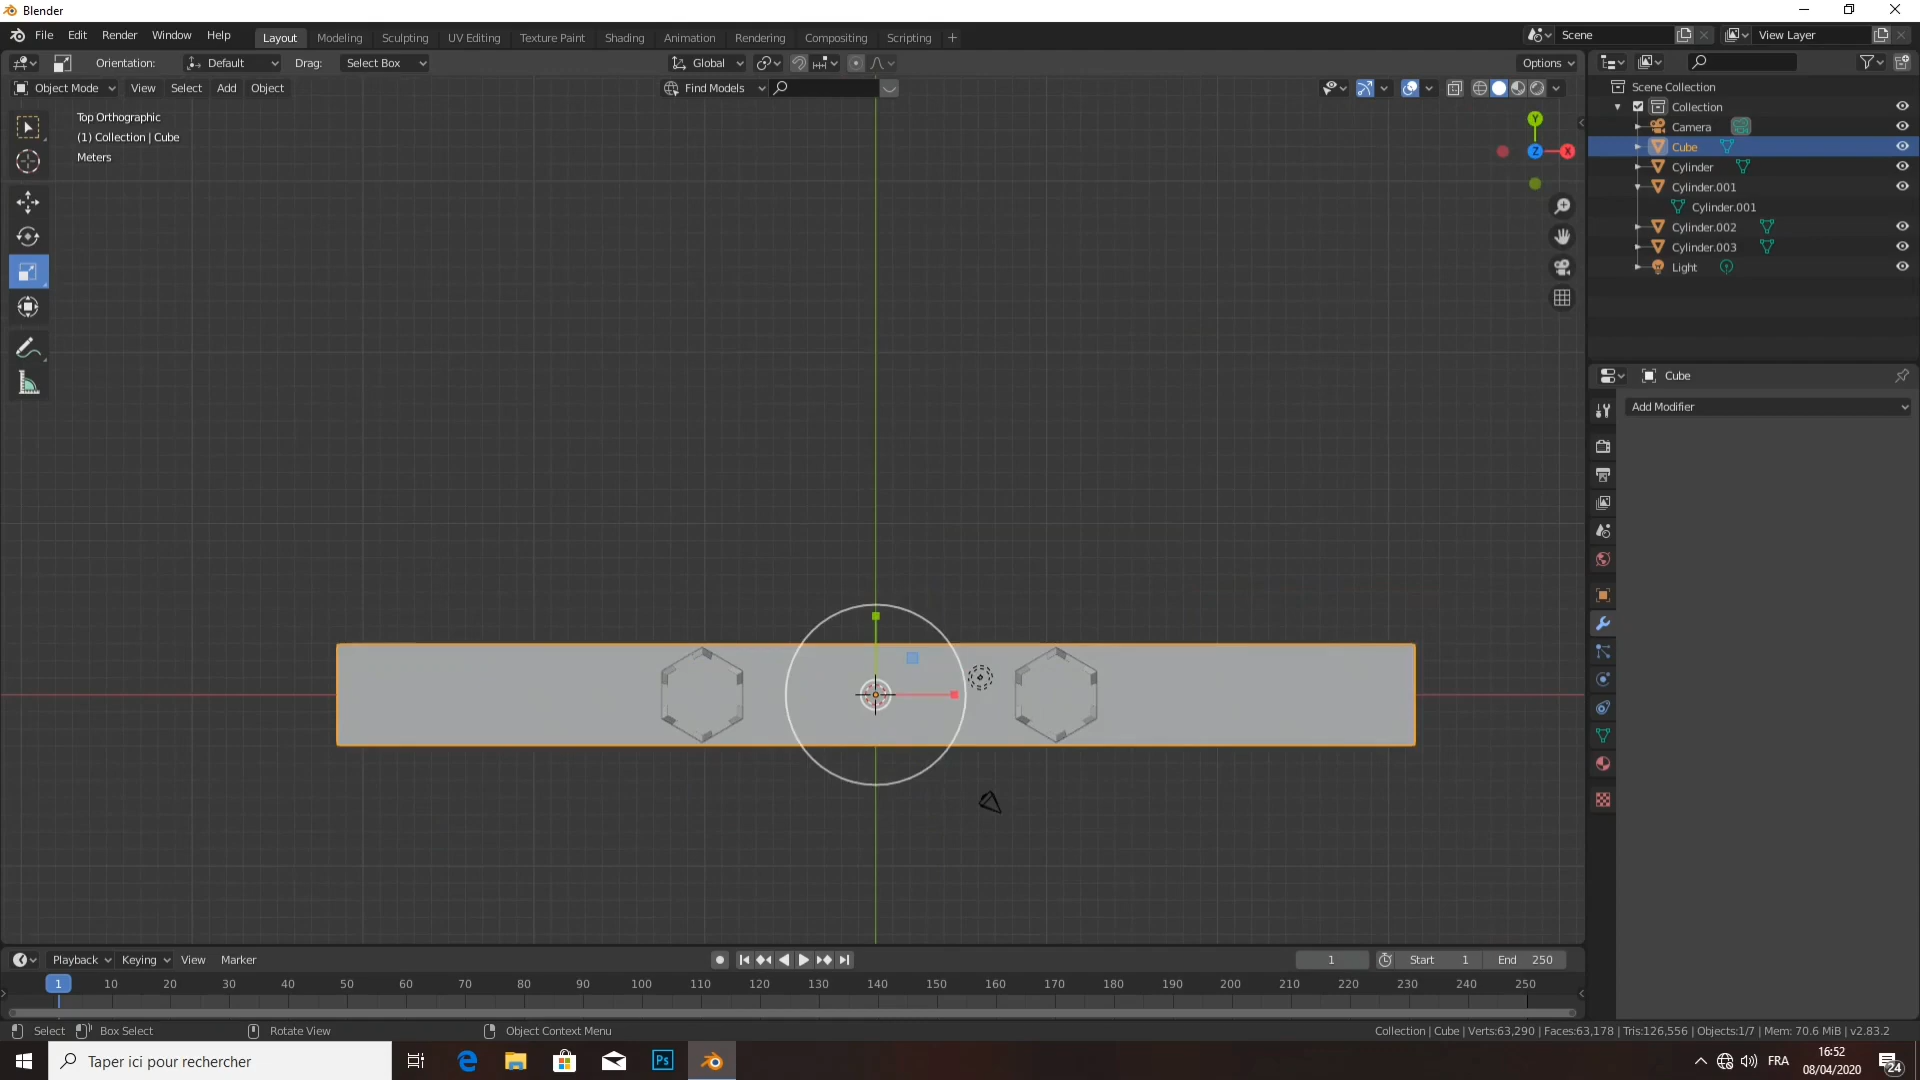 Blender
File Edit Render Window Help
Layout Modeling Sculpting UV Editing Texture Paint Shading Animation Rendering Compositing Scripting +
Scene
View Layer
Orientation: Default Drag: Select Box
Global
Options
Object Mode View Select Add Object
Find Models
Top Orthographic
(1) Collection | Cube
Meters
Y
Z
X
Scene Collection
Collection
Camera
Cube
Cylinder
Cylinder.001
Cylinder.001
Cylinder.002
Cylinder.003
Light
Cube
Add Modifier
Playback Keying View Marker
1
Start 1
End 250
1 10 20 30 40 50 60 70 80 90 100 110 120 130 140 150 160 170 180 190 200 210 220 230 240 250
Select Box Select Rotate View Object Context Menu
Collection | Cube | Verts:63,290 | Faces:63,178 | Tris:126,556 | Objects:1/7 | Mem: 70.6 MiB | v2.83.2
Taper ici pour rechercher
Ps
FRA
16:52
08/04/2020
24